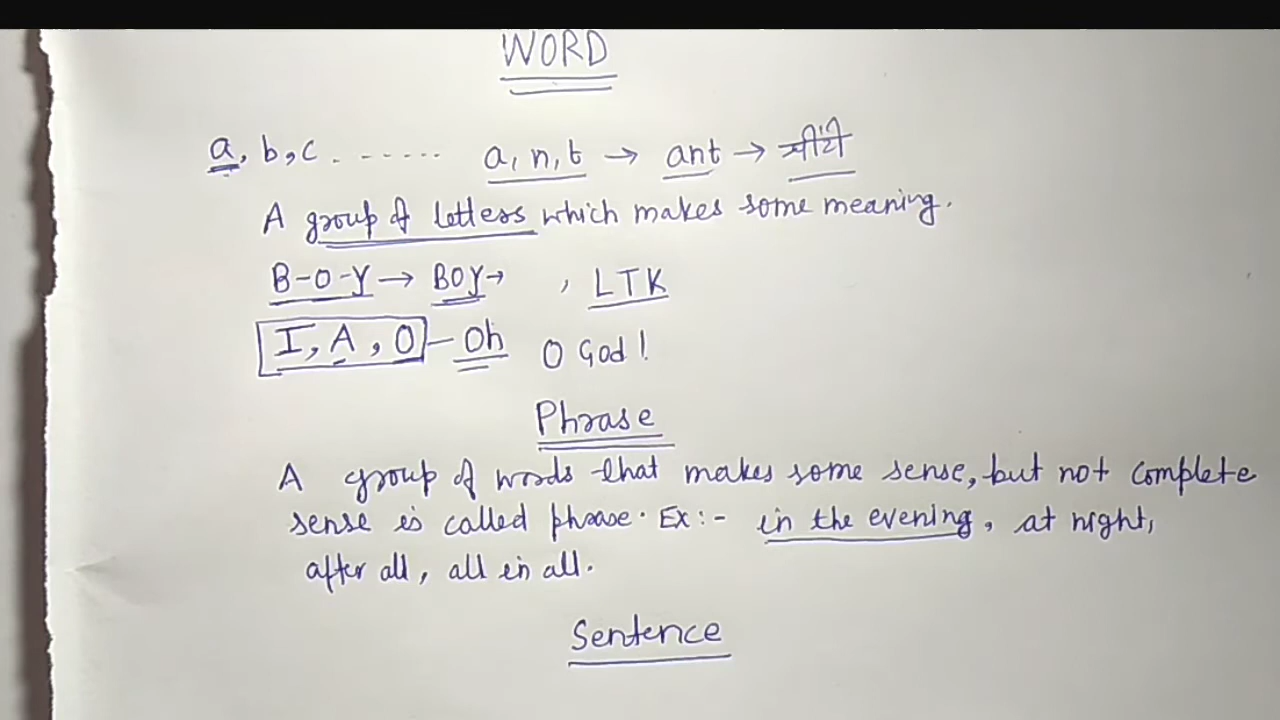 WORD
a, b, c ....... a, n, t → ant → चींटी
A group of letters which makes some meaning.
B-O-Y → BOY → , LTK
I, A, O - Oh O God!
Phrase
A group of words that makes some sense, but not complete
sense is called phrase. Ex:- in the evening, at night,
after all, all in all.
Sentence